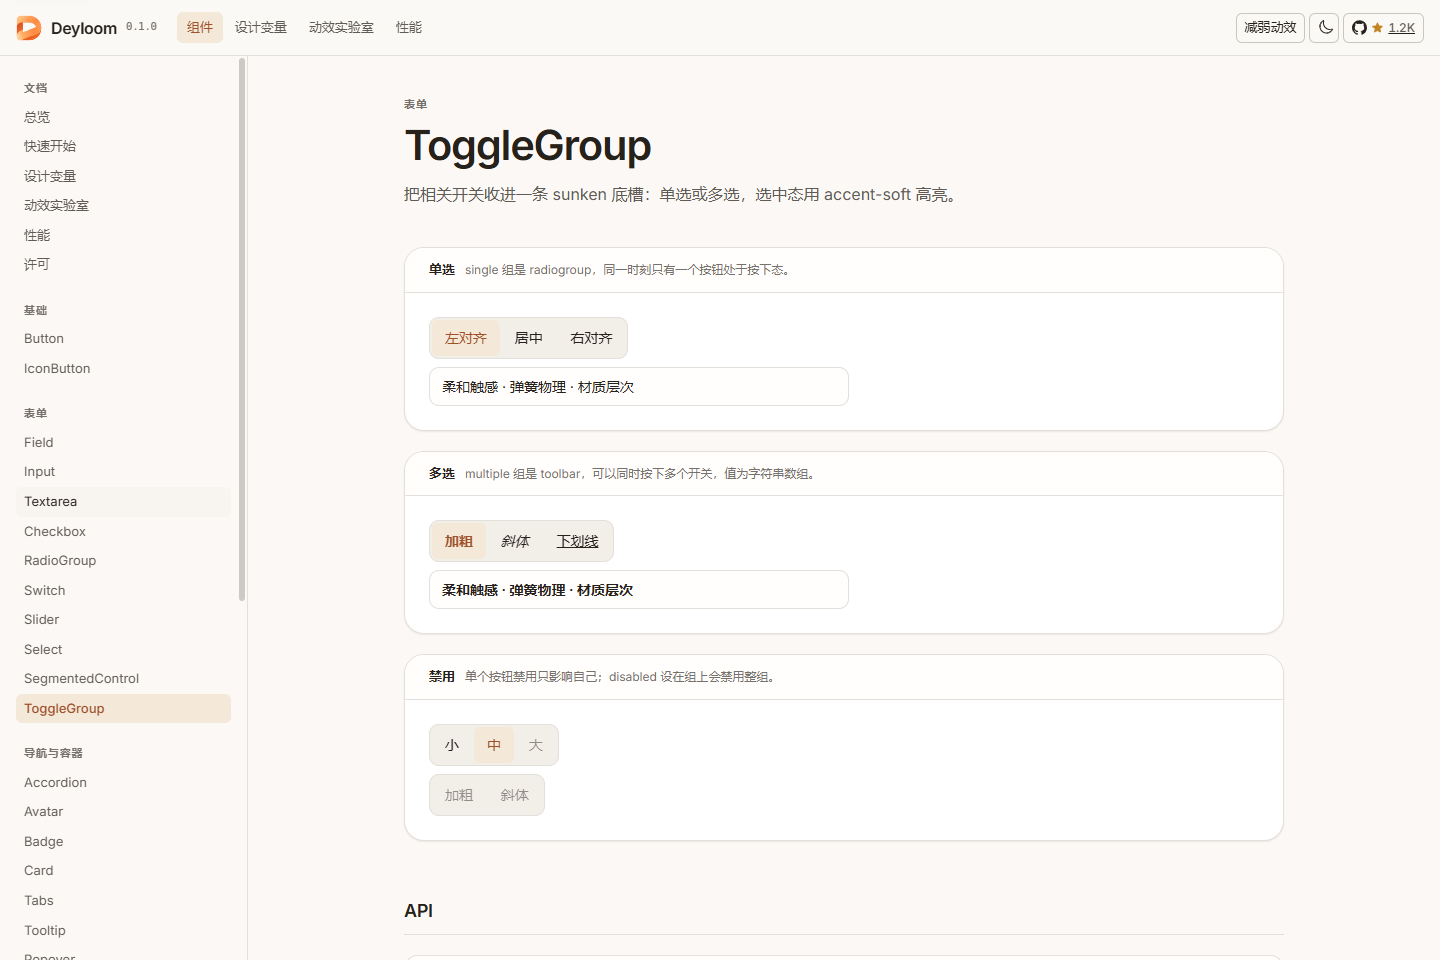 Deyloom 0.1.0 组件 设计变量 动效实验室 性能 减弱动效 1.2K
文档
总览
快速开始
设计变量
动效实验室
性能
许可
基础
Button
IconButton
表单
Field
Input
Textarea
Checkbox
RadioGroup
Switch
Slider
Select
SegmentedControl
ToggleGroup
导航与容器
Accordion
Avatar
Badge
Card
Tabs
Tooltip
Popover
表单
ToggleGroup
把相关开关收进一条 sunken 底槽：单选或多选，选中态用 accent-soft 高亮。
单选 single 组是 radiogroup，同一时刻只有一个按钮处于按下态。
左对齐 居中 右对齐
柔和触感 · 弹簧物理 · 材质层次
多选 multiple 组是 toolbar，可以同时按下多个开关，值为字符串数组。
加粗 斜体 下划线
柔和触感 · 弹簧物理 · 材质层次
禁用 单个按钮禁用只影响自己；disabled 设在组上会禁用整组。
小 中 大
加粗 斜体
API